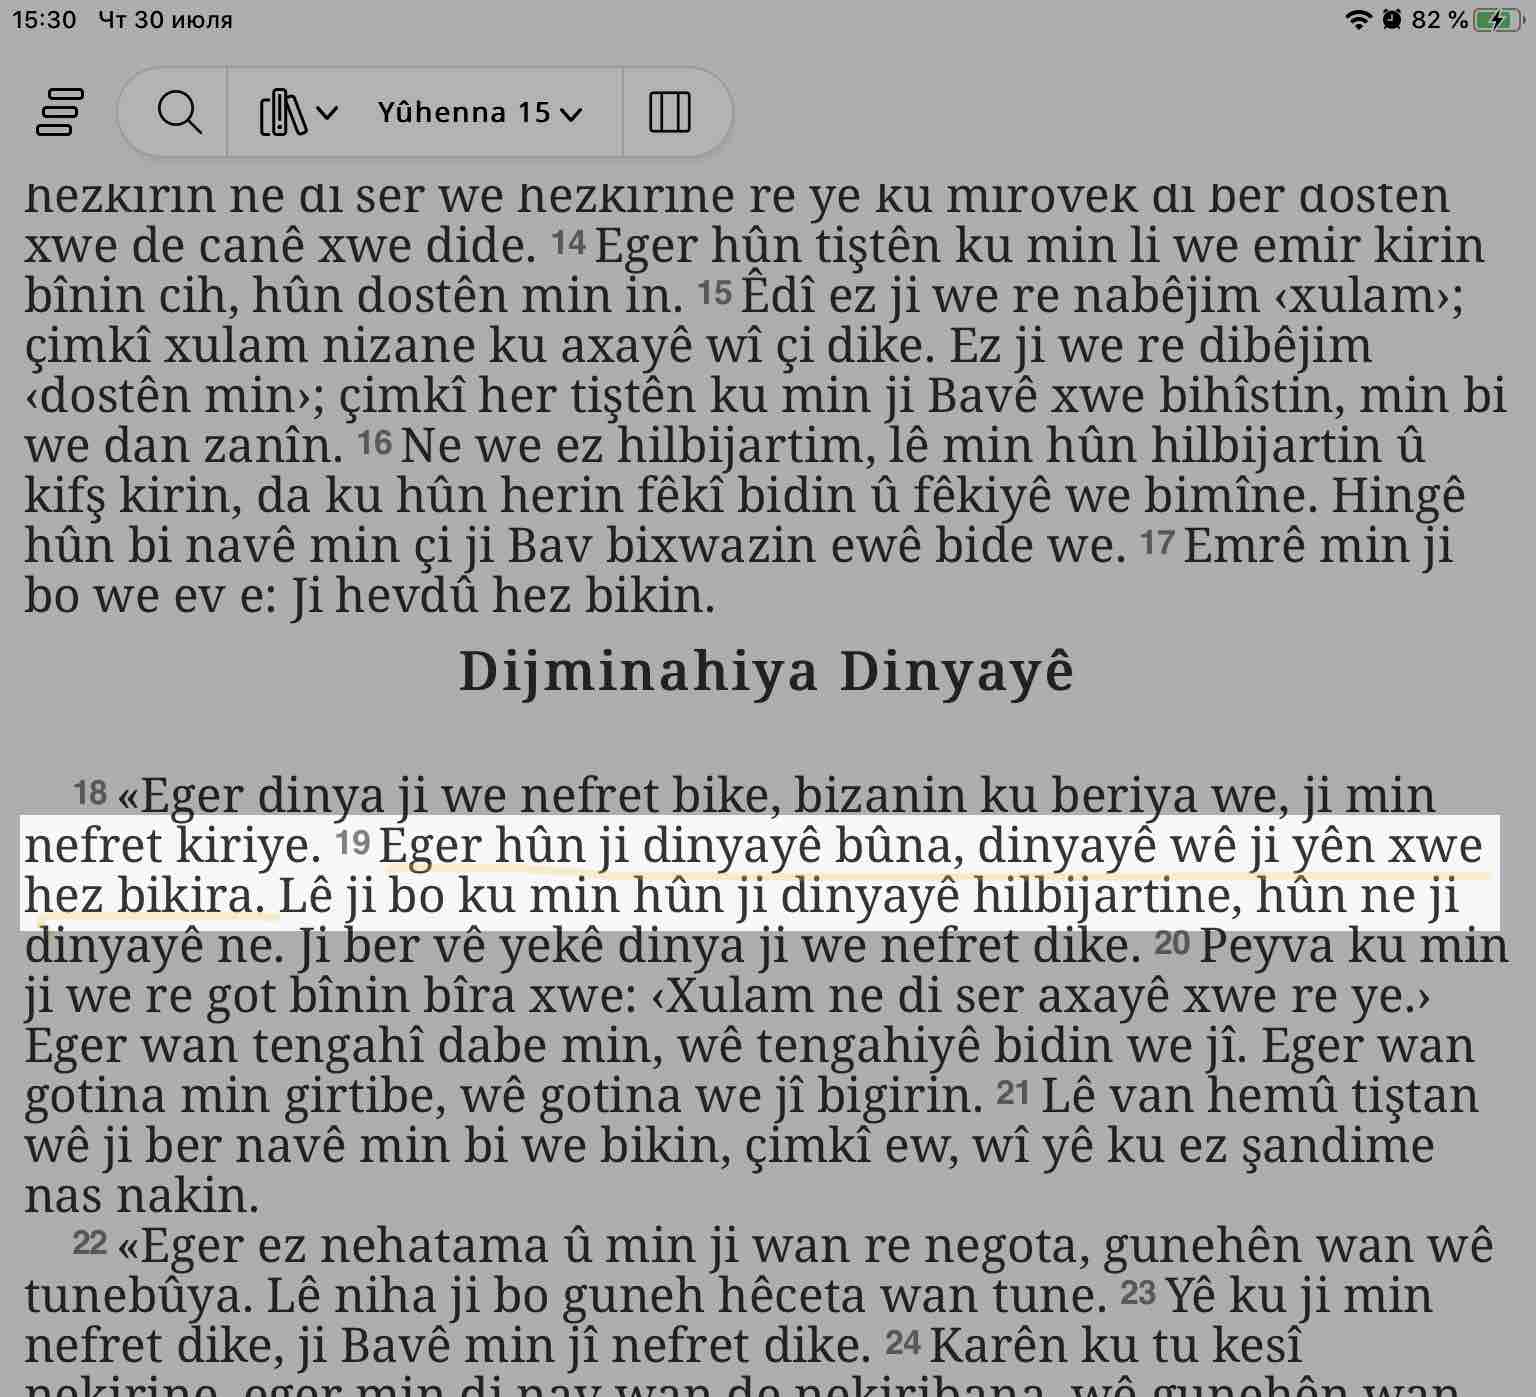 15:30 Чт 30 июля 82 %
Yûhenna 15
hezkirin ne di ser we hezkirinê re ye ku mirovek di ber dostên
xwe de canê xwe dide. 14 Eger hûn tiştên ku min li we emir kirin
bînin cih, hûn dostên min in. 15 Êdî ez ji we re nabêjim ‹xulam›;
çimkî xulam nizane ku axayê wî çi dike. Ez ji we re dibêjim
‹dostên min›; çimkî her tiştên ku min ji Bavê xwe bihîstin, min bi
we dan zanîn. 16 Ne we ez hilbijartim, lê min hûn hilbijartin û
kifş kirin, da ku hûn herin fêkî bidin û fêkiyê we bimîne. Hingê
hûn bi navê min çi ji Bav bixwazin ewê bide we. 17 Emrê min ji
bo we ev e: Ji hevdû hez bikin.
Dijminahiya Dinyayê
18 «Eger dinya ji we nefret bike, bizanin ku beriya we, ji min
nefret kiriye. 19 Eger hûn ji dinyayê bûna, dinyayê wê ji yên xwe
hez bikira. Lê ji bo ku min hûn ji dinyayê hilbijartine, hûn ne ji
dinyayê ne. Ji ber vê yekê dinya ji we nefret dike. 20 Peyva ku min
ji we re got bînin bîra xwe: ‹Xulam ne di ser axayê xwe re ye.›
Eger wan tengahî dabe min, wê tengahiyê bidin we jî. Eger wan
gotina min girtibe, wê gotina we jî bigirin. 21 Lê van hemû tiştan
wê ji ber navê min bi we bikin, çimkî ew, wî yê ku ez şandime
nas nakin.
22 «Eger ez nehatama û min ji wan re negota, gunehên wan wê
tunebûya. Lê niha ji bo guneh hêceta wan tune. 23 Yê ku ji min
nefret dike, ji Bavê min jî nefret dike. 24 Karên ku tu kesî
nekirine, eger min di nav wan de nekiribana, wê gunehên wan